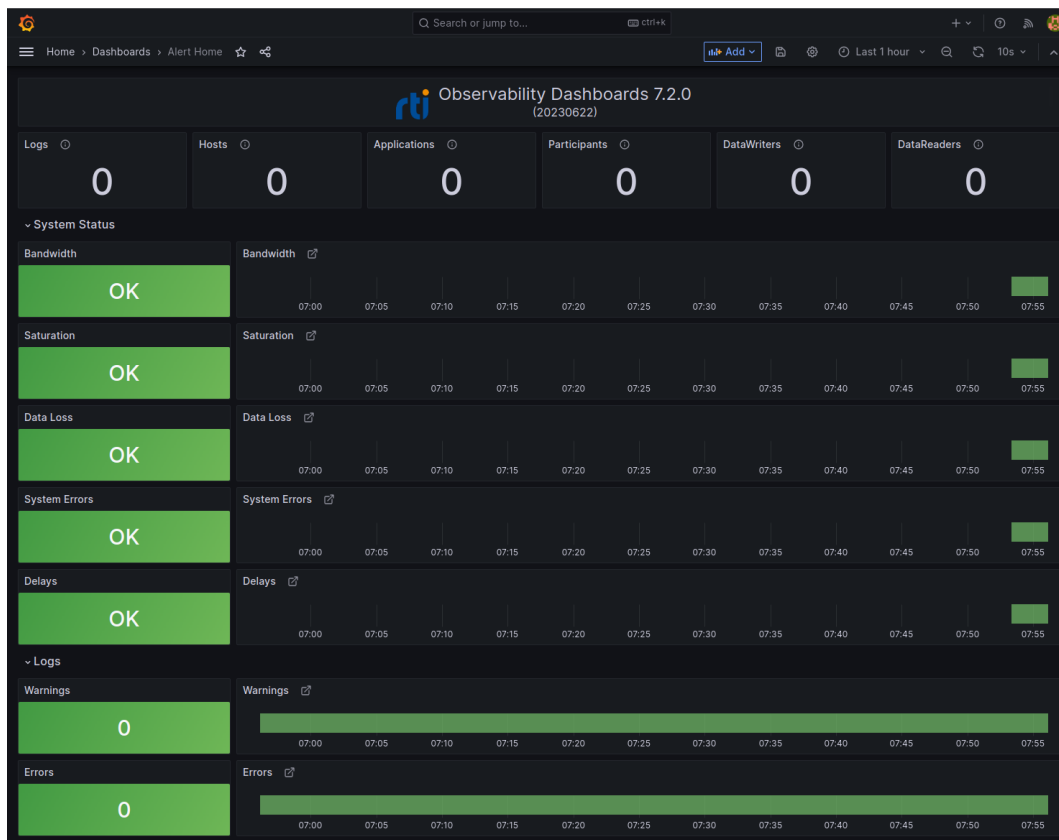 Search or jump to... ctrl+k
Home > Dashboards > Alert Home Add Last 1 hour 10s
rti Observability Dashboards 7.2.0
(20230622)
Logs Hosts Applications Participants DataWriters DataReaders
0 0 0 0 0 0
System Status
Bandwidth Bandwidth
OK
07:00 07:05 07:10 07:15 07:20 07:25 07:30 07:35 07:40 07:45 07:50 07:55
Saturation Saturation
OK
07:00 07:05 07:10 07:15 07:20 07:25 07:30 07:35 07:40 07:45 07:50 07:55
Data Loss Data Loss
OK
07:00 07:05 07:10 07:15 07:20 07:25 07:30 07:35 07:40 07:45 07:50 07:55
System Errors System Errors
OK
07:00 07:05 07:10 07:15 07:20 07:25 07:30 07:35 07:40 07:45 07:50 07:55
Delays Delays
OK
07:00 07:05 07:10 07:15 07:20 07:25 07:30 07:35 07:40 07:45 07:50 07:55
Logs
Warnings Warnings
0
07:00 07:05 07:10 07:15 07:20 07:25 07:30 07:35 07:40 07:45 07:50 07:55
Errors Errors
0
07:00 07:05 07:10 07:15 07:20 07:25 07:30 07:35 07:40 07:45 07:50 07:55